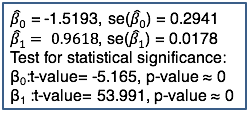 β̂₀ = -1.5193, se(β̂₀) = 0.2941
β̂₁ = 0.9618, se(β̂₁) = 0.0178
Test for statistical significance:
β₀:t-value= -5.165, p-value ≈ 0
β₁ :t-value= 53.991, p-value ≈ 0